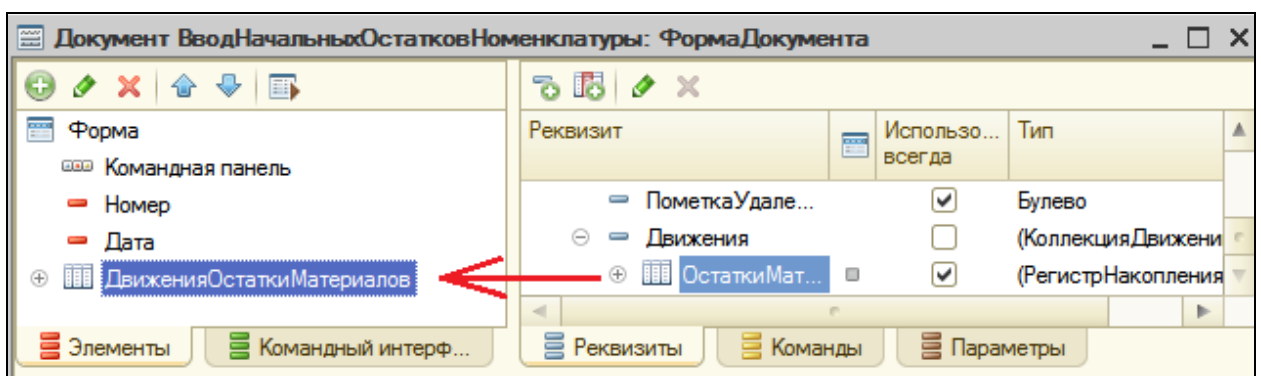 Документ ВводНачальныхОстатковНоменклатуры: ФормаДокумента
Форма
Командная панель
Номер
Дата
ДвиженияОстаткиМатериалов
Элементы
Командный интерф...
Реквизит
Использо... всегда
Тип
ПометкаУдале...
Булево
Движения
(КоллекцияДвижени
ОстаткиМат...
(РегистрНакопления
Реквизиты
Команды
Параметры